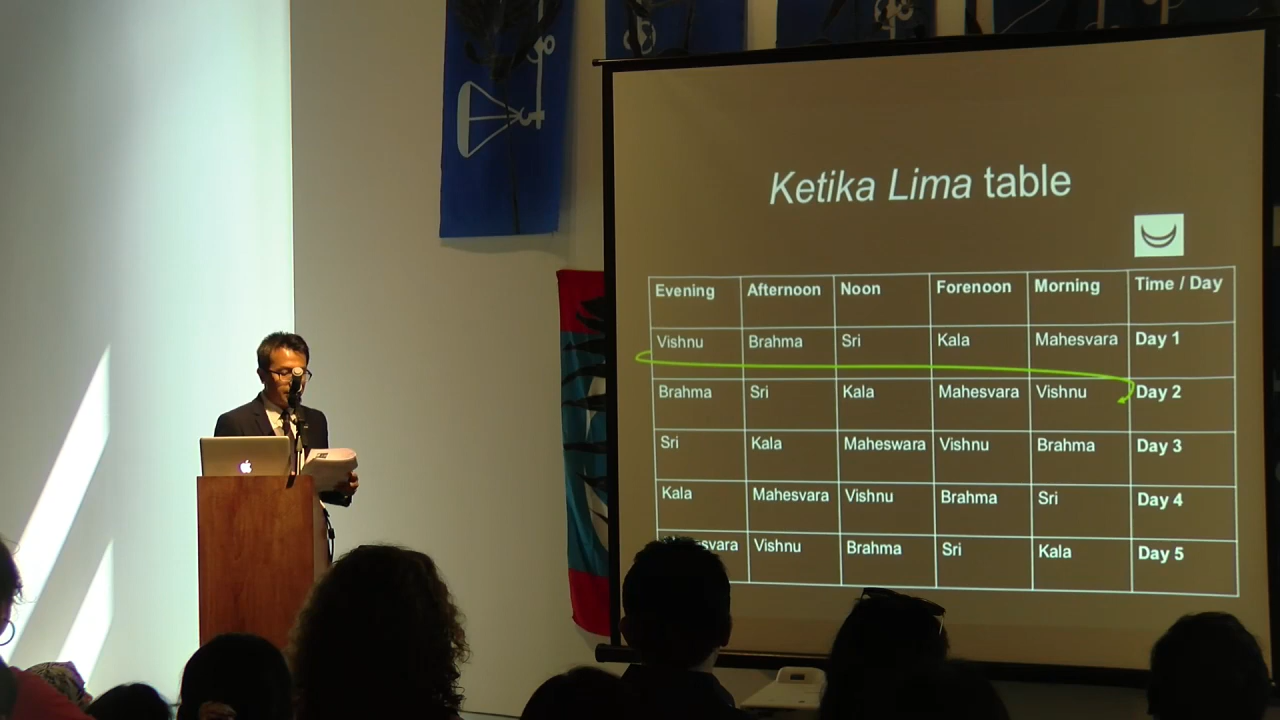 Ketika Lima table
Evening Afternoon Noon Forenoon Morning Time / Day
Vishnu Brahma Sri Kala Mahesvara Day 1
Brahma Sri Kala Mahesvara Vishnu Day 2
Sri Kala Maheswara Vishnu Brahma Day 3
Kala Mahesvara Vishnu Brahma Sri Day 4
Vishnu Brahma Sri Kala Day 5